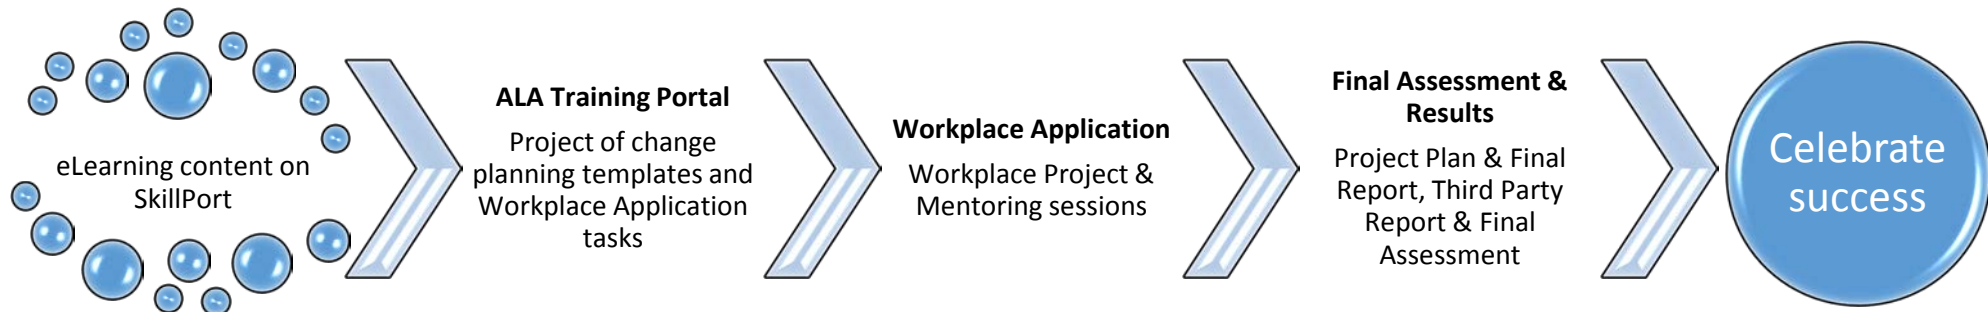 eLearning content on
SkillPort
ALA Training Portal
Project of change
planning templates and
Workplace Application
tasks
Workplace Application
Workplace Project &
Mentoring sessions
Final Assessment &
Results
Project Plan & Final
Report, Third Party
Report & Final
Assessment
Celebrate
success